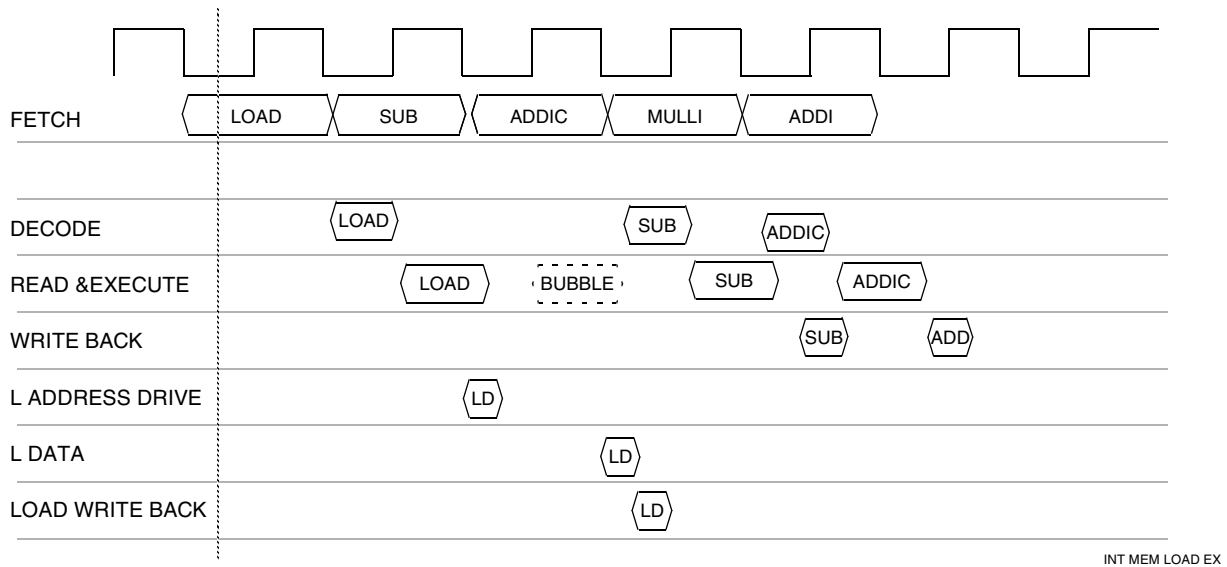 FETCH LOAD SUB ADDIC MULLI ADDI
DECODE LOAD SUB ADDIC
READ &EXECUTE LOAD BUBBLE SUB ADDIC
WRITE BACK SUB ADD
L ADDRESS DRIVE LD
L DATA LD
LOAD WRITE BACK LD
INT MEM LOAD EX